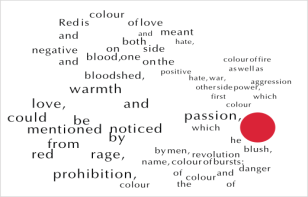 colour
Red is of love
and and meant
both hate,
negative on side
and blood,one on the colour of fire
positive as well as
bloodshed, hate, war, aggression
warmth other side power,
first which
love, and colour
could be passion,
mentioned noticed which
from by he
red rage, by men, revolution blush,
name, colour of bursts;
prohibition, of colour and danger
colour the of